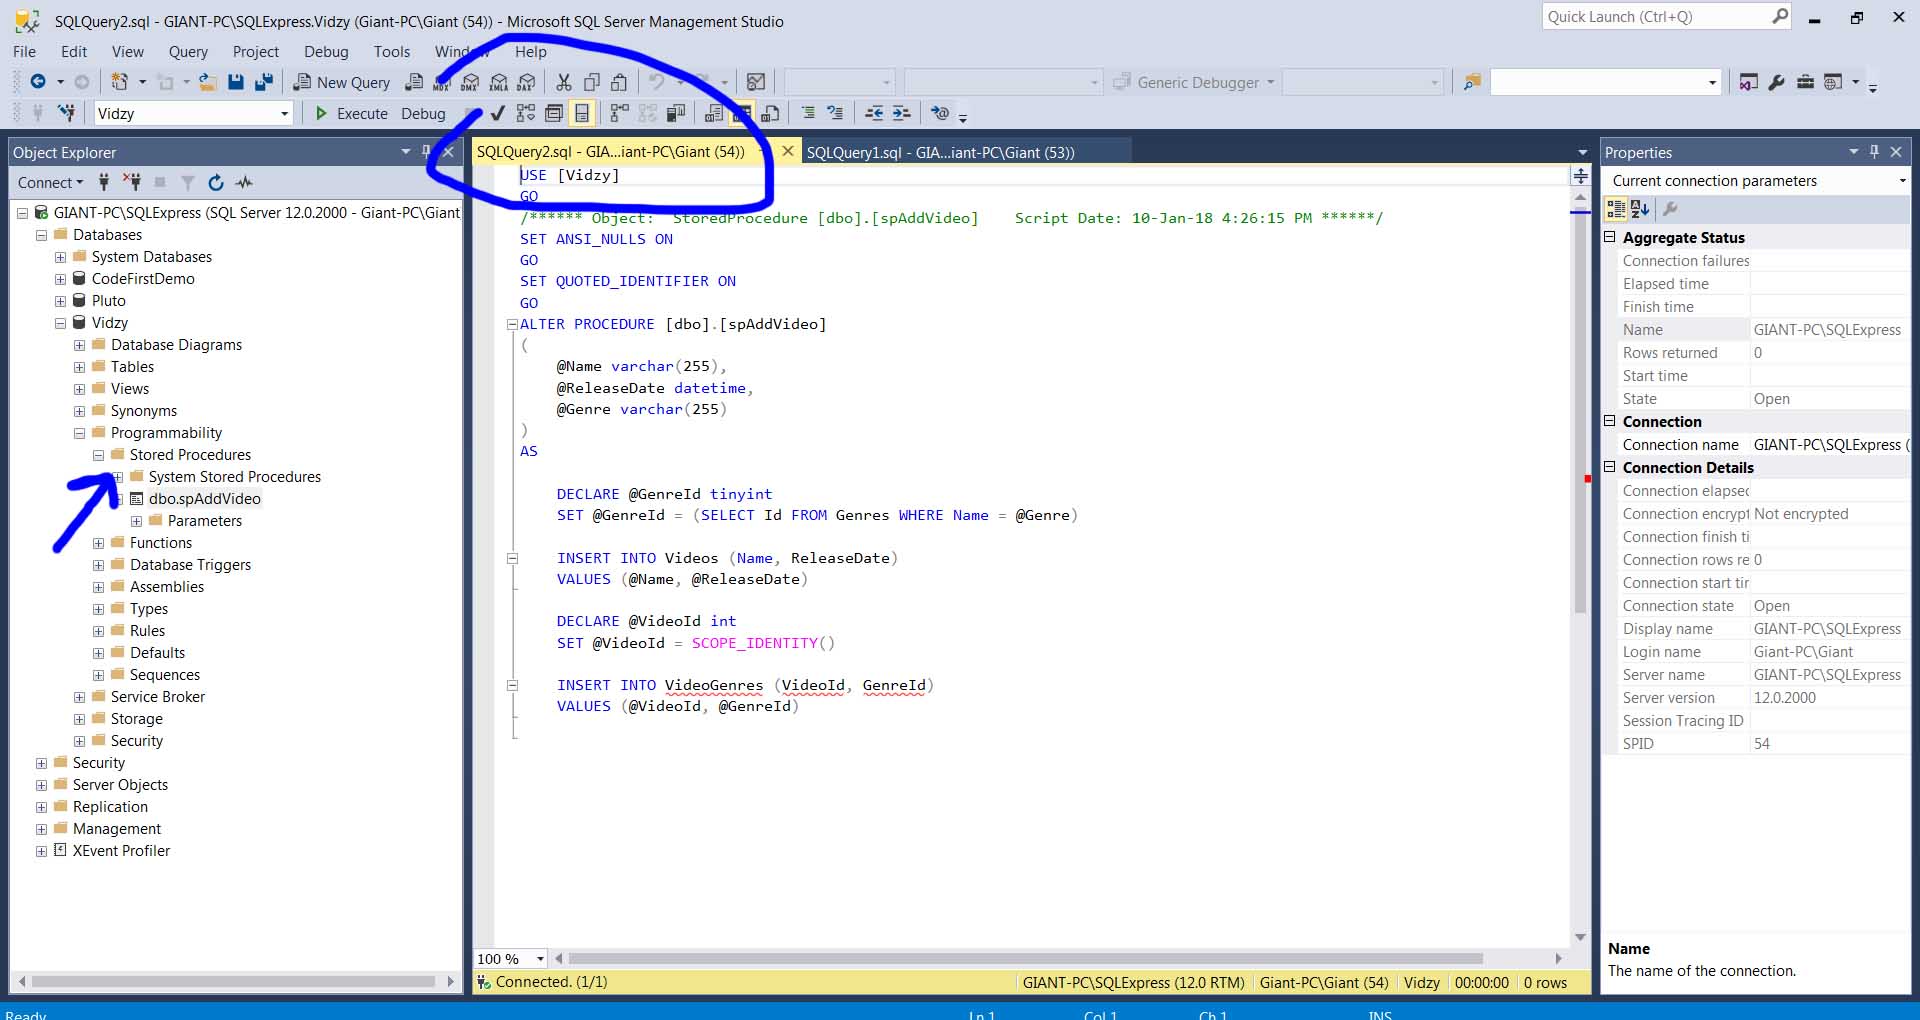 SQLQuery2.sql - GIANT-PC\SQLExpress.Vidzy (Giant-PC\Giant (54)) - Microsoft SQL Server Management Studio
Quick Launch (Ctrl+Q)
File Edit View Query Project Debug Tools Window Help
New Query MDX DMX XMLA DAX Generic Debugger
Vidzy Execute Debug
Object Explorer
Connect
GIANT-PC\SQLExpress (SQL Server 12.0.2000 - Giant-PC\Giant
Databases
System Databases
CodeFirstDemo
Pluto
Vidzy
Database Diagrams
Tables
Views
Synonyms
Programmability
Stored Procedures
System Stored Procedures
dbo.spAddVideo
Parameters
Functions
Database Triggers
Assemblies
Types
Rules
Defaults
Sequences
Service Broker
Storage
Security
Security
Server Objects
Replication
Management
XEvent Profiler
SQLQuery2.sql - GIA...iant-PC\Giant (54)) SQLQuery1.sql - GIA...iant-PC\Giant (53))
USE [Vidzy]
GO
/****** Object:  StoredProcedure [dbo].[spAddVideo]    Script Date: 10-Jan-18 4:26:15 PM ******/
SET ANSI_NULLS ON
GO
SET QUOTED_IDENTIFIER ON
GO
ALTER PROCEDURE [dbo].[spAddVideo]
(
@Name varchar(255),
@ReleaseDate datetime,
@Genre varchar(255)
)
AS
DECLARE @GenreId tinyint
SET @GenreId = (SELECT Id FROM Genres WHERE Name = @Genre)
INSERT INTO Videos (Name, ReleaseDate)
VALUES (@Name, @ReleaseDate)
DECLARE @VideoId int
SET @VideoId = SCOPE_IDENTITY()
INSERT INTO VideoGenres (VideoId, GenreId)
VALUES (@VideoId, @GenreId)
100 %
Connected. (1/1) GIANT-PC\SQLExpress (12.0 RTM) Giant-PC\Giant (54) Vidzy 00:00:00 0 rows
Properties
Current connection parameters
Aggregate Status
Connection failures
Elapsed time
Finish time
Name GIANT-PC\SQLExpress
Rows returned 0
Start time
State Open
Connection
Connection name GIANT-PC\SQLExpress (
Connection Details
Connection elapsed
Connection encrypt Not encrypted
Connection finish ti
Connection rows re 0
Connection start tir
Connection state Open
Display name GIANT-PC\SQLExpress
Login name Giant-PC\Giant
Server name GIANT-PC\SQLExpress
Server version 12.0.2000
Session Tracing ID
SPID 54
Name
The name of the connection.
Ready Ln 1 Col 1 Ch 1 INS